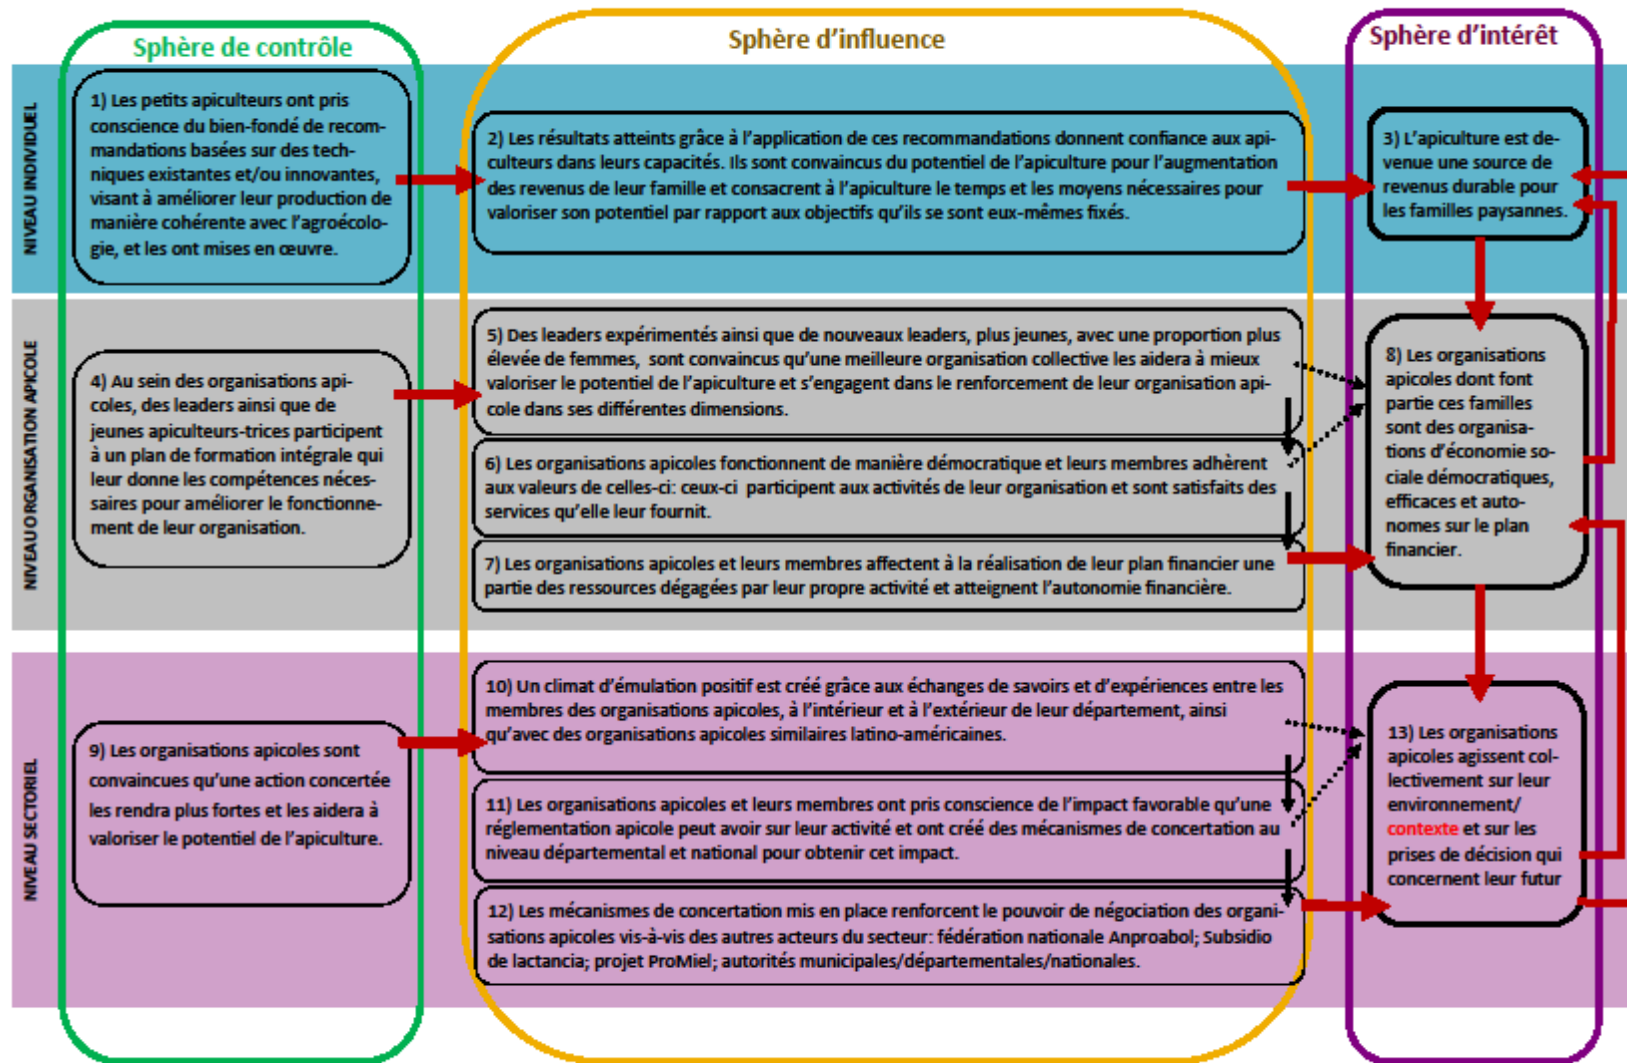 Sphère de contrôle
Sphère d'influence
Sphère d'intérêt
NIVEAU INDIVIDUEL
1) Les petits apiculteurs ont pris
conscience du bien-fondé de recom-
mandations basées sur des tech-
niques existantes et/ou innovantes,
visant à améliorer leur production de
manière cohérente avec l'agroécolo-
gie, et les ont mises en œuvre.
2) Les résultats atteints grâce à l'application de ces recommandations donnent confiance aux api-
culteurs dans leurs capacités. Ils sont convaincus du potentiel de l'apiculture pour l'augmentation
des revenus de leur famille et consacrent à l'apiculture le temps et les moyens nécessaires pour
valoriser son potentiel par rapport aux objectifs qu'ils se sont eux-mêmes fixés.
3) L'apiculture est de-
venue une source de
revenus durable pour
les familles paysannes.
NIVEAU ORGANISATION APICOLE
4) Au sein des organisations api-
coles, des leaders ainsi que de
jeunes apiculteurs-trices participent
à un plan de formation intégrale qui
leur donne les compétences néces-
saires pour améliorer le fonctionne-
ment de leur organisation.
5) Des leaders expérimentés ainsi que de nouveaux leaders, plus jeunes, avec une proportion plus
élevée de femmes, sont convaincus qu'une meilleure organisation collective les aidera à mieux
valoriser le potentiel de l'apiculture et s'engagent dans le renforcement de leur organisation api-
cole dans ses différentes dimensions.
6) Les organisations apicoles fonctionnent de manière démocratique et leurs membres adhèrent
aux valeurs de celles-ci: ceux-ci participent aux activités de leur organisation et sont satisfaits des
services qu'elle leur fournit.
7) Les organisations apicoles et leurs membres affectent à la réalisation de leur plan financier une
partie des ressources dégagées par leur propre activité et atteignent l'autonomie financière.
8) Les organisations
apicoles dont font
partie ces familles
sont des organisa-
tions d'économie so-
ciale démocratiques,
efficaces et auto-
nomes sur le plan
financier.
NIVEAU SECTORIEL
9) Les organisations apicoles sont
convaincues qu'une action concertée
les rendra plus fortes et les aidera à
valoriser le potentiel de l'apiculture.
10) Un climat d'émulation positif est créé grâce aux échanges de savoirs et d'expériences entre les
membres des organisations apicoles, à l'intérieur et à l'extérieur de leur département, ainsi
qu'avec des organisations apicoles similaires latino-américaines.
11) Les organisations apicoles et leurs membres ont pris conscience de l'impact favorable qu'une
réglementation apicole peut avoir sur leur activité et ont créé des mécanismes de concertation au
niveau départemental et national pour obtenir cet impact.
12) Les mécanismes de concertation mis en place renforcent le pouvoir de négociation des organi-
sations apicoles vis-à-vis des autres acteurs du secteur: fédération nationale Anproabol; Subsidio
de lactancia; projet ProMiel; autorités municipales/départementales/nationales.
13) Les organisations
apicoles agissent col-
lectivement sur leur
environnement/
contexte et sur les
prises de décision qui
concernent leur futur